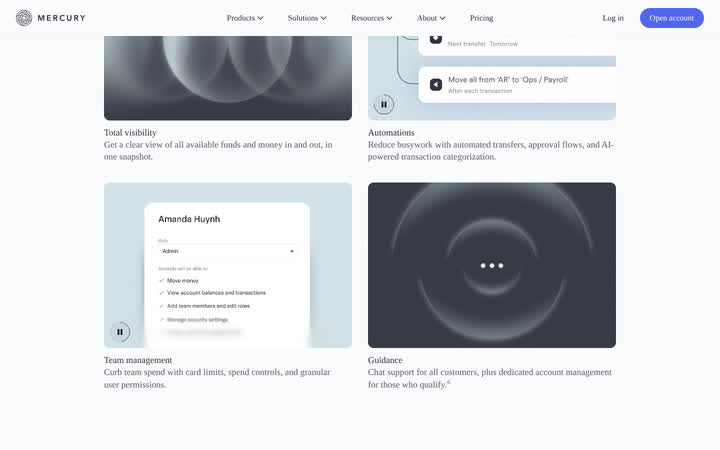 MERCURY
Products
Solutions
Resources
About
Pricing
Log in
Open account
Next transfer: Tomorrow
Move all from 'AR' to 'Ops / Payroll'
After each transaction
Total visibility
Get a clear view of all available funds and money in and out, in
one snapshot.
Automations
Reduce busywork with automated transfers, approval flows, and AI-
powered transaction categorization.
Amanda Huynh
Role
Admin
Amanda will be able to:
Move money
View account balances and transactions
Add team members and edit roles
Manage security settings
Team management
Curb team spend with card limits, spend controls, and granular
user permissions.
Guidance
Chat support for all customers, plus dedicated account management
for those who qualify.6